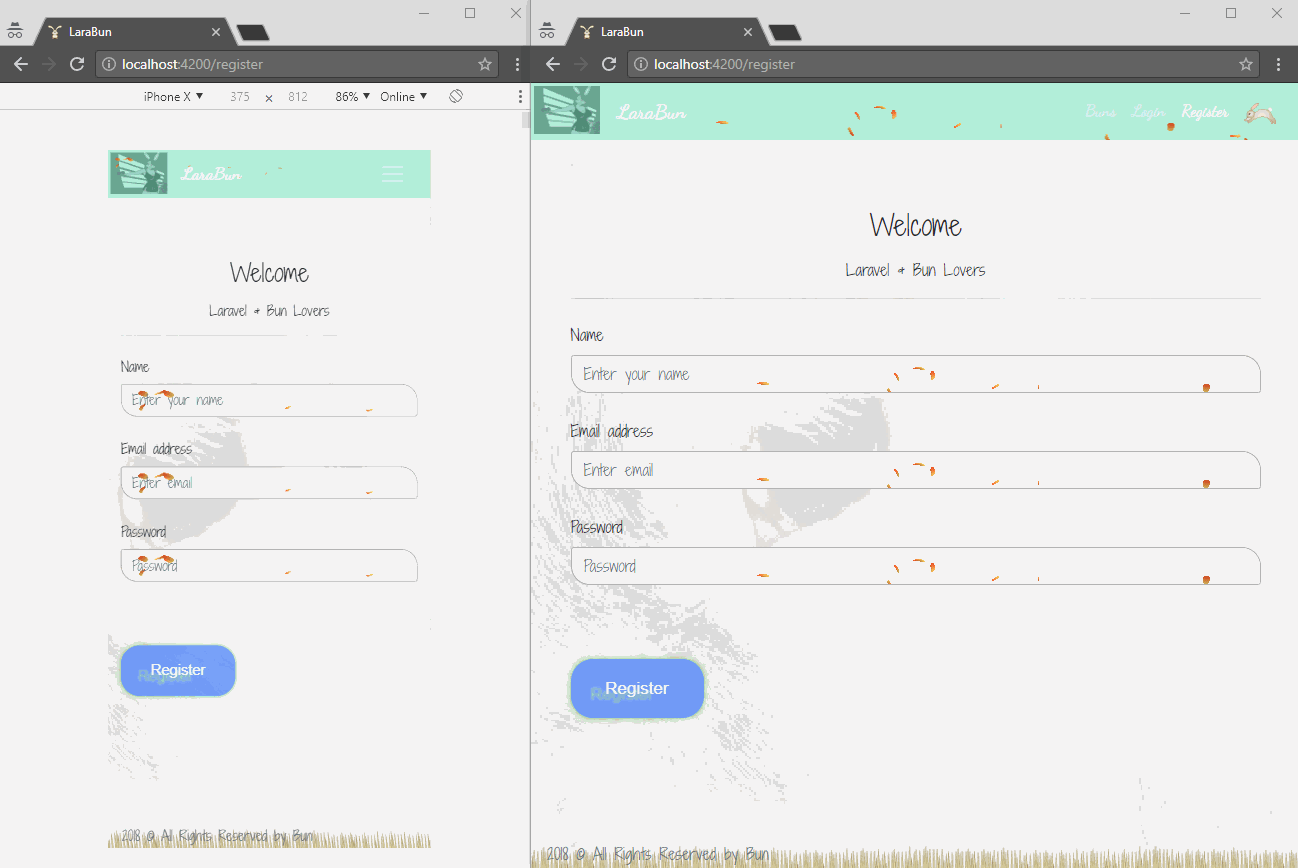 LaraBun
localhost:4200/register
iPhone X 375 × 812 86% Online
LaraBun
Welcome
Laravel & Bun Lovers
Name
Enter your name
Email address
Enter email
Password
Password
Register
Register
2018 © All Rights Reserved by Bun
LaraBun
localhost:4200/register
LaraBun Buns Login Register
Welcome
Laravel & Bun Lovers
Name
Enter your name
Email address
Enter email
Password
Password
Register
Register
2018 © All Rights Reserved by Bun